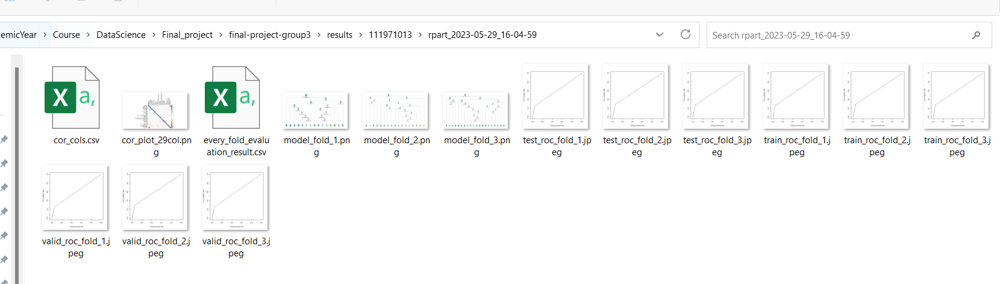 emicYear > Course > DataScience > Final_project > final-project-group3 > results > 111971013 > rpart_2023-05-29_16-04-59
Search rpart_2023-05-29_16-04-59
X a,
cor_cols.csv
cor_plot_29col.pn
g
X a,
every_fold_evalu
ation_result.csv
model_fold_1.pn
g
model_fold_2.pn
g
model_fold_3.pn
g
test_roc_fold_1.jp
eg
test_roc_fold_2.jp
eg
test_roc_fold_3.jp
eg
train_roc_fold_1.j
peg
train_roc_fold_2.j
peg
train_roc_fold_3.j
peg
valid_roc_fold_1.j
peg
valid_roc_fold_2.j
peg
valid_roc_fold_3.j
peg